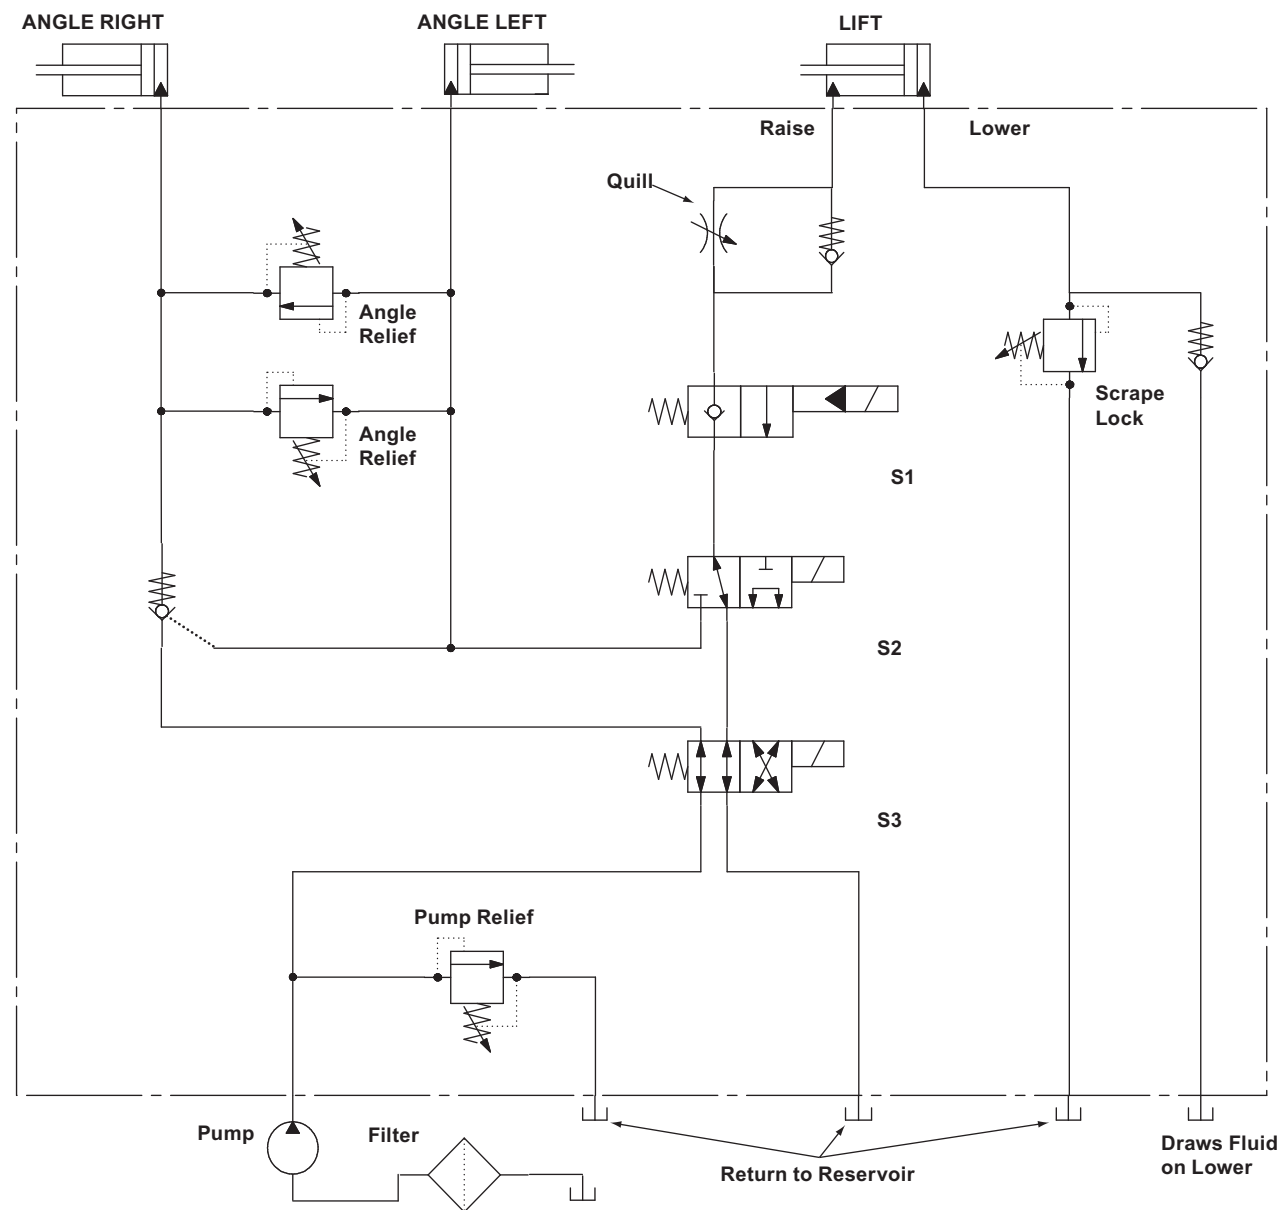 ANGLE RIGHT
ANGLE LEFT
LIFT
Raise
Lower
Quill
Angle
Relief
Angle
Relief
Scrape
Lock
S1
S2
S3
Pump Relief
Pump
Filter
Return to Reservoir
Draws Fluid
on Lower